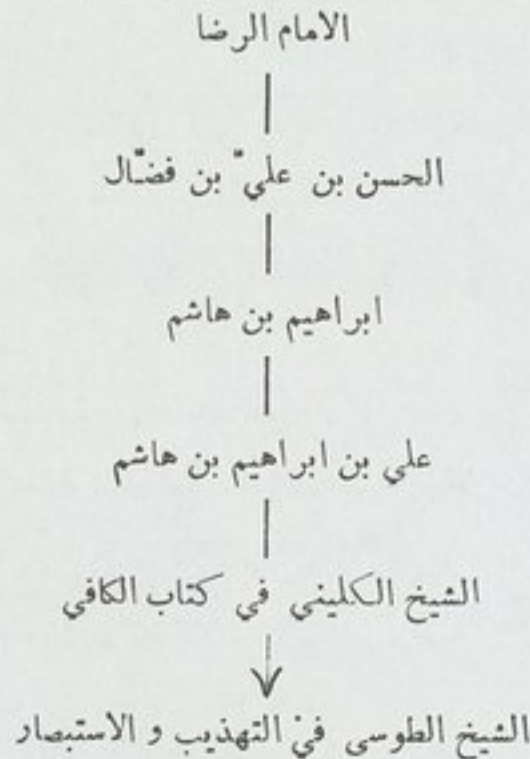 الامام الرضا
الحسن بن عليّ بن فضّال
ابراهيم بن هاشم
علي بن ابراهيم بن هاشم
الشيخ الكليني في كتاب الكافي
الشيخ الطوسى في التهذيب و الاستبصار